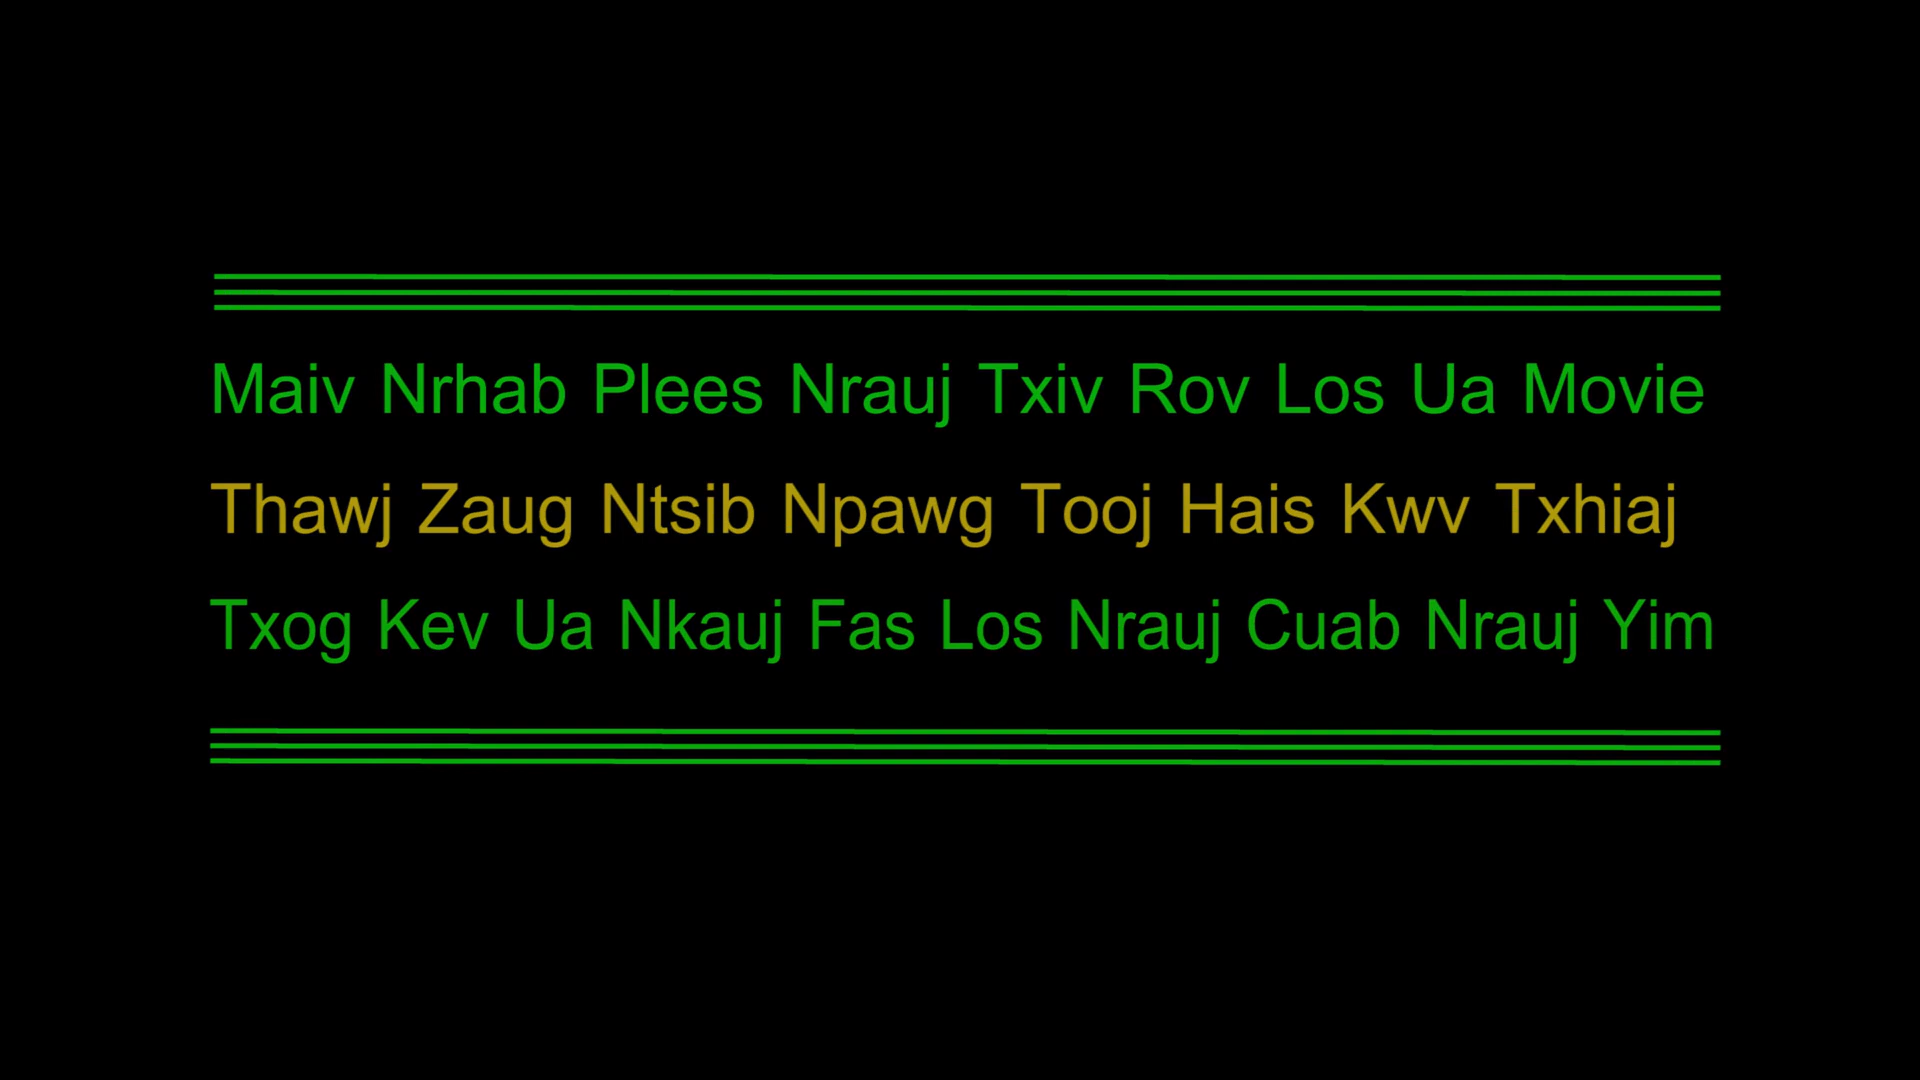 Maiv Nrhab Plees Nrauj Txiv Rov Los Ua Movie
Thawj Zaug Ntsib Npawg Tooj Hais Kwv Txhiaj
Txog Kev Ua Nkauj Fas Los Nrauj Cuab Nrauj Yim